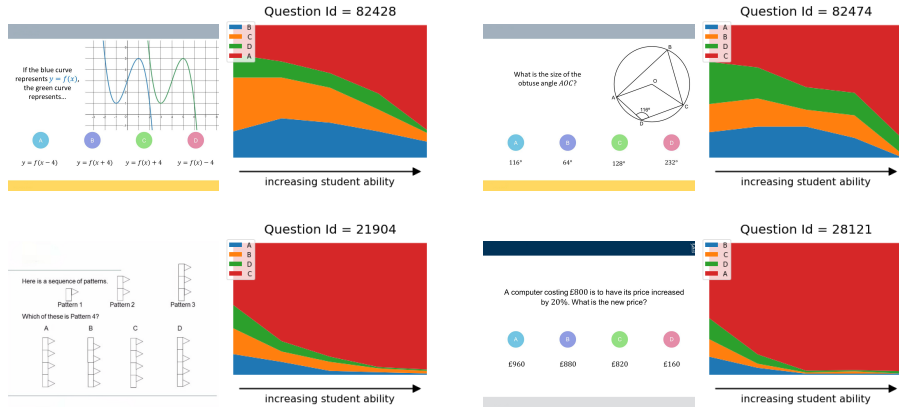 Question Id = 82428
If the blue curve
represents y = f(x),
the green curve
represents...
A B C D
y = f(x − 4) y = f(x + 4) y = f(x) + 4 y = f(x) − 4
B
C
D
A
increasing student ability
Question Id = 82474
What is the size of the
obtuse angle AOC?
B
O
A
C
116°
D
A B C D
116° 64° 128° 232°
A
B
D
C
increasing student ability
Question Id = 21904
Here is a sequence of patterns.
Pattern 1 Pattern 2 Pattern 3
Which of these is Pattern 4?
A B C D
A
B
D
C
increasing student ability
Question Id = 28121
A computer costing £800 is to have its price increased
by 20%. What is the new price?
A B C D
£960 £880 £820 £160
B
C
D
A
increasing student ability